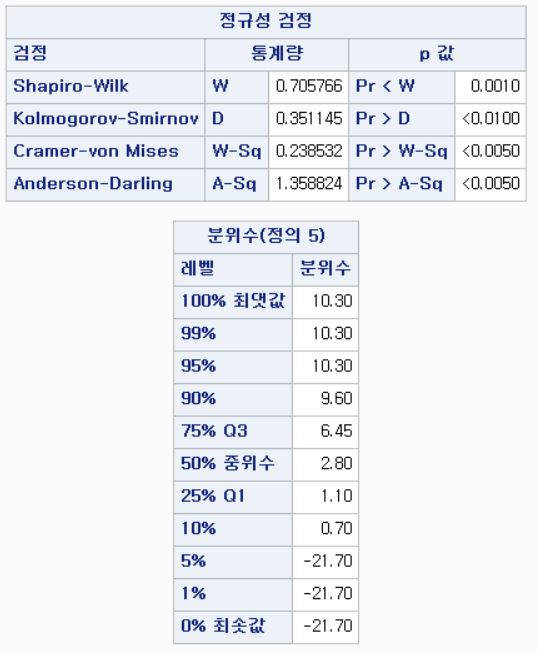 정규성 검정
검정 통계량 p 값
Shapiro-Wilk W 0.705766 Pr < W 0.0010
Kolmogorov-Smirnov D 0.351145 Pr > D <0.0100
Cramer-von Mises W-Sq 0.238532 Pr > W-Sq <0.0050
Anderson-Darling A-Sq 1.358824 Pr > A-Sq <0.0050
분위수(정의 5)
레벨 분위수
100% 최댓값 10.30
99% 10.30
95% 10.30
90% 9.60
75% Q3 6.45
50% 중위수 2.80
25% Q1 1.10
10% 0.70
5% -21.70
1% -21.70
0% 최솟값 -21.70